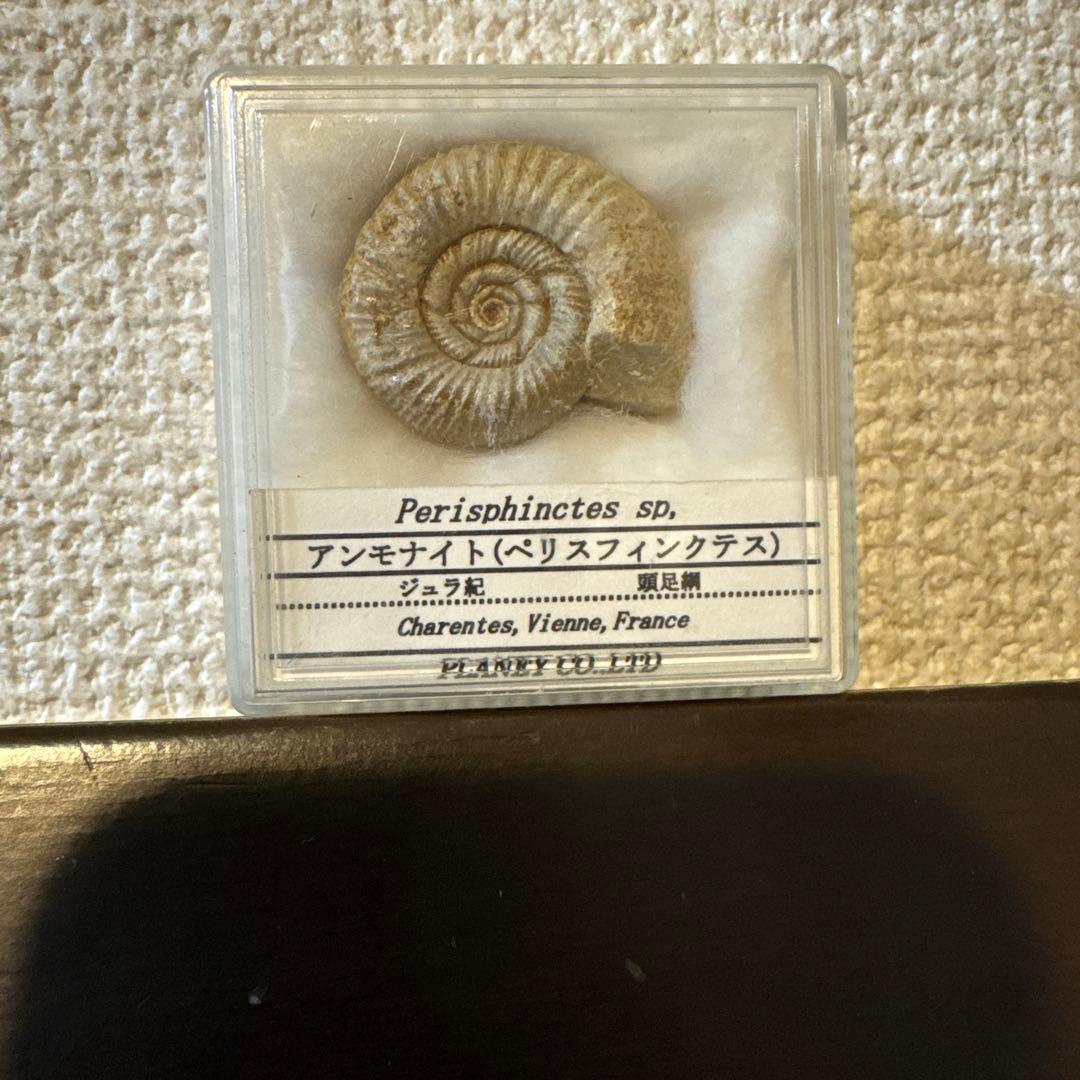 Perisphinctes sp,
アンモナイト(ペリスフィンクテス)
ジュラ紀 頭足綱
Charentes, Vienne, France
PLANEY CO.,LTD